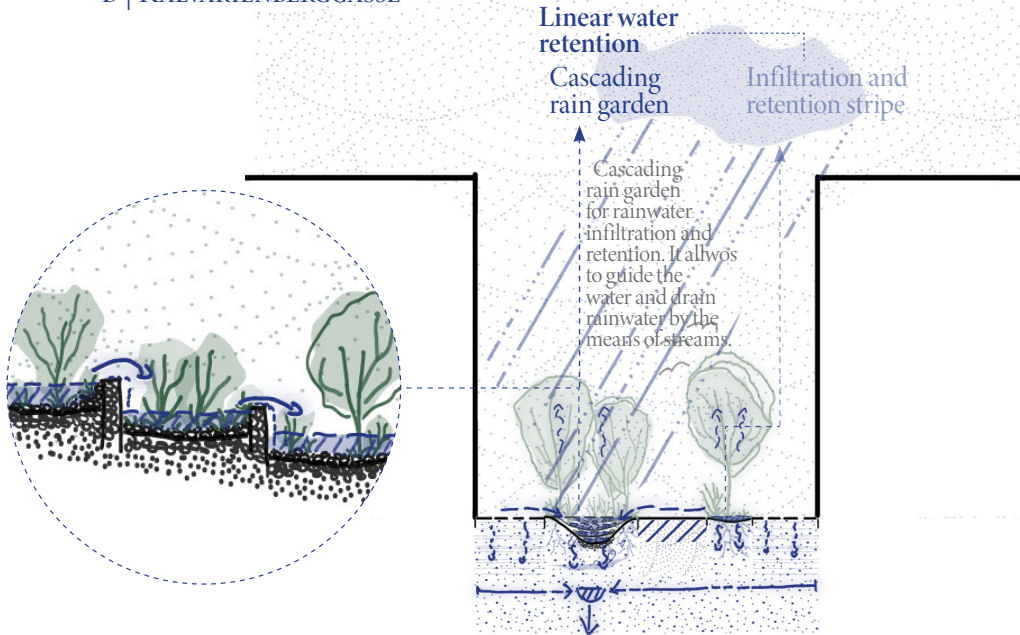 B | KALVARIENBERGGASSE
Linear water
retention
Cascading
rain garden
Infiltration and
retention stripe
Cascading
rain garden
for rainwater
infiltration and
retention. It allwos
to guide the
water and drain
rainwater by the
means of streams.